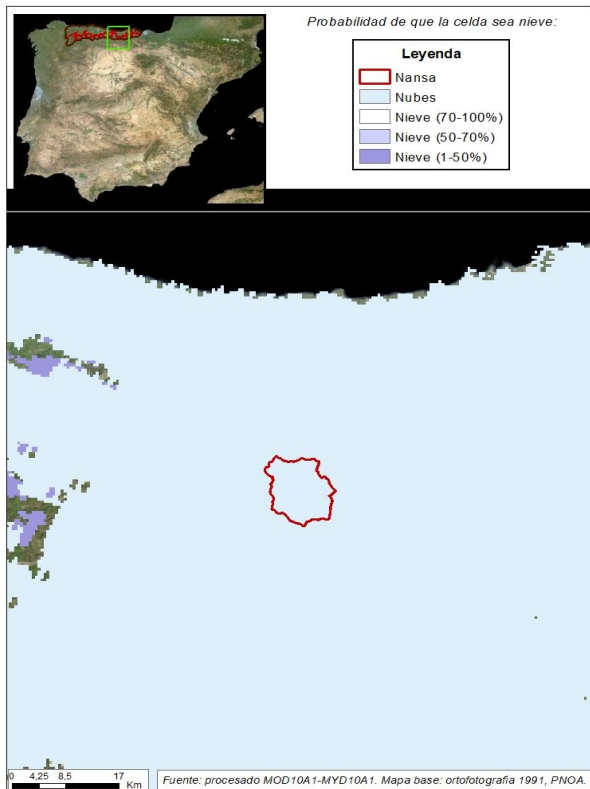 Probabilidad de que la celda sea nieve:
Leyenda
Nansa
Nubes
Nieve (70-100%)
Nieve (50-70%)
Nieve (1-50%)
0 4,25 8,5 17
Km
Fuente: procesado MOD10A1-MYD10A1. Mapa base: ortofotografia 1991, PNOA.